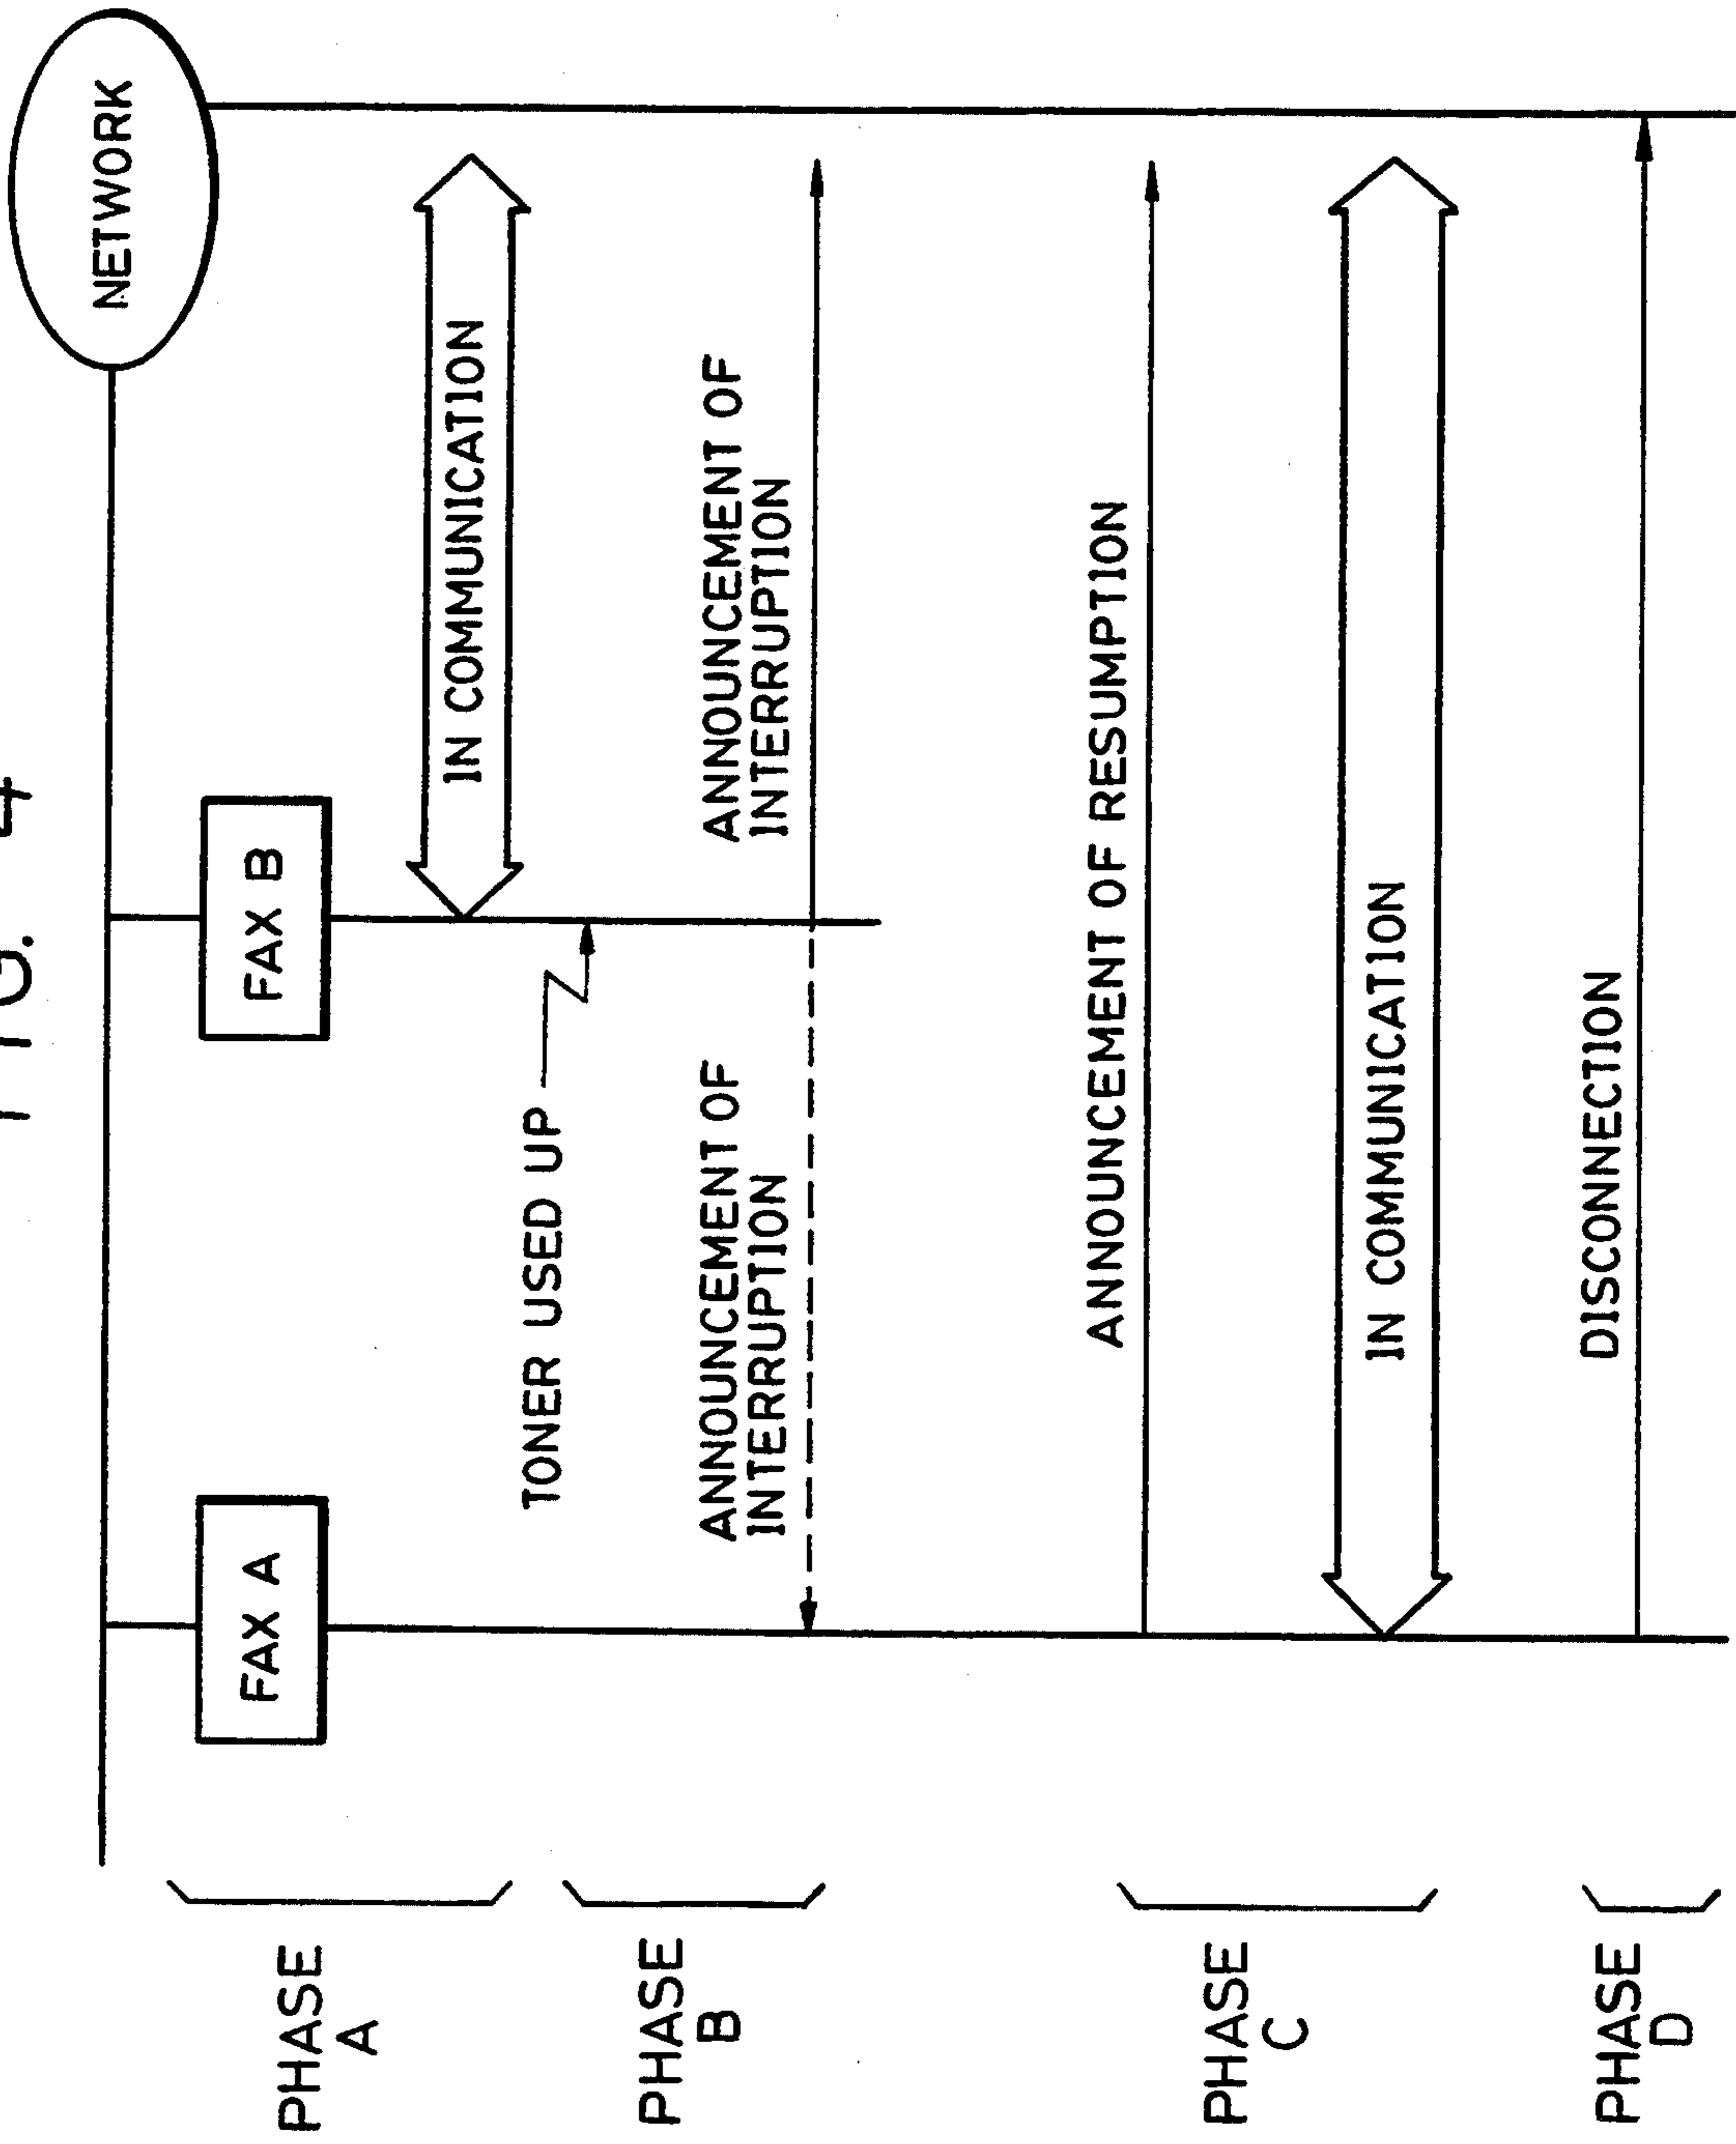 FIG. 4
NETWORK
FAX A
FAX B
PHASE
A
IN COMMUNICATION
TONER USED UP
PHASE
B
ANNOUNCEMENT OF
INTERRUPTION
ANNOUNCEMENT OF
INTERRUPTION
PHASE
C
ANNOUNCEMENT OF RESUMPTION
IN COMMUNICATION
PHASE
D
DISCONNECTION